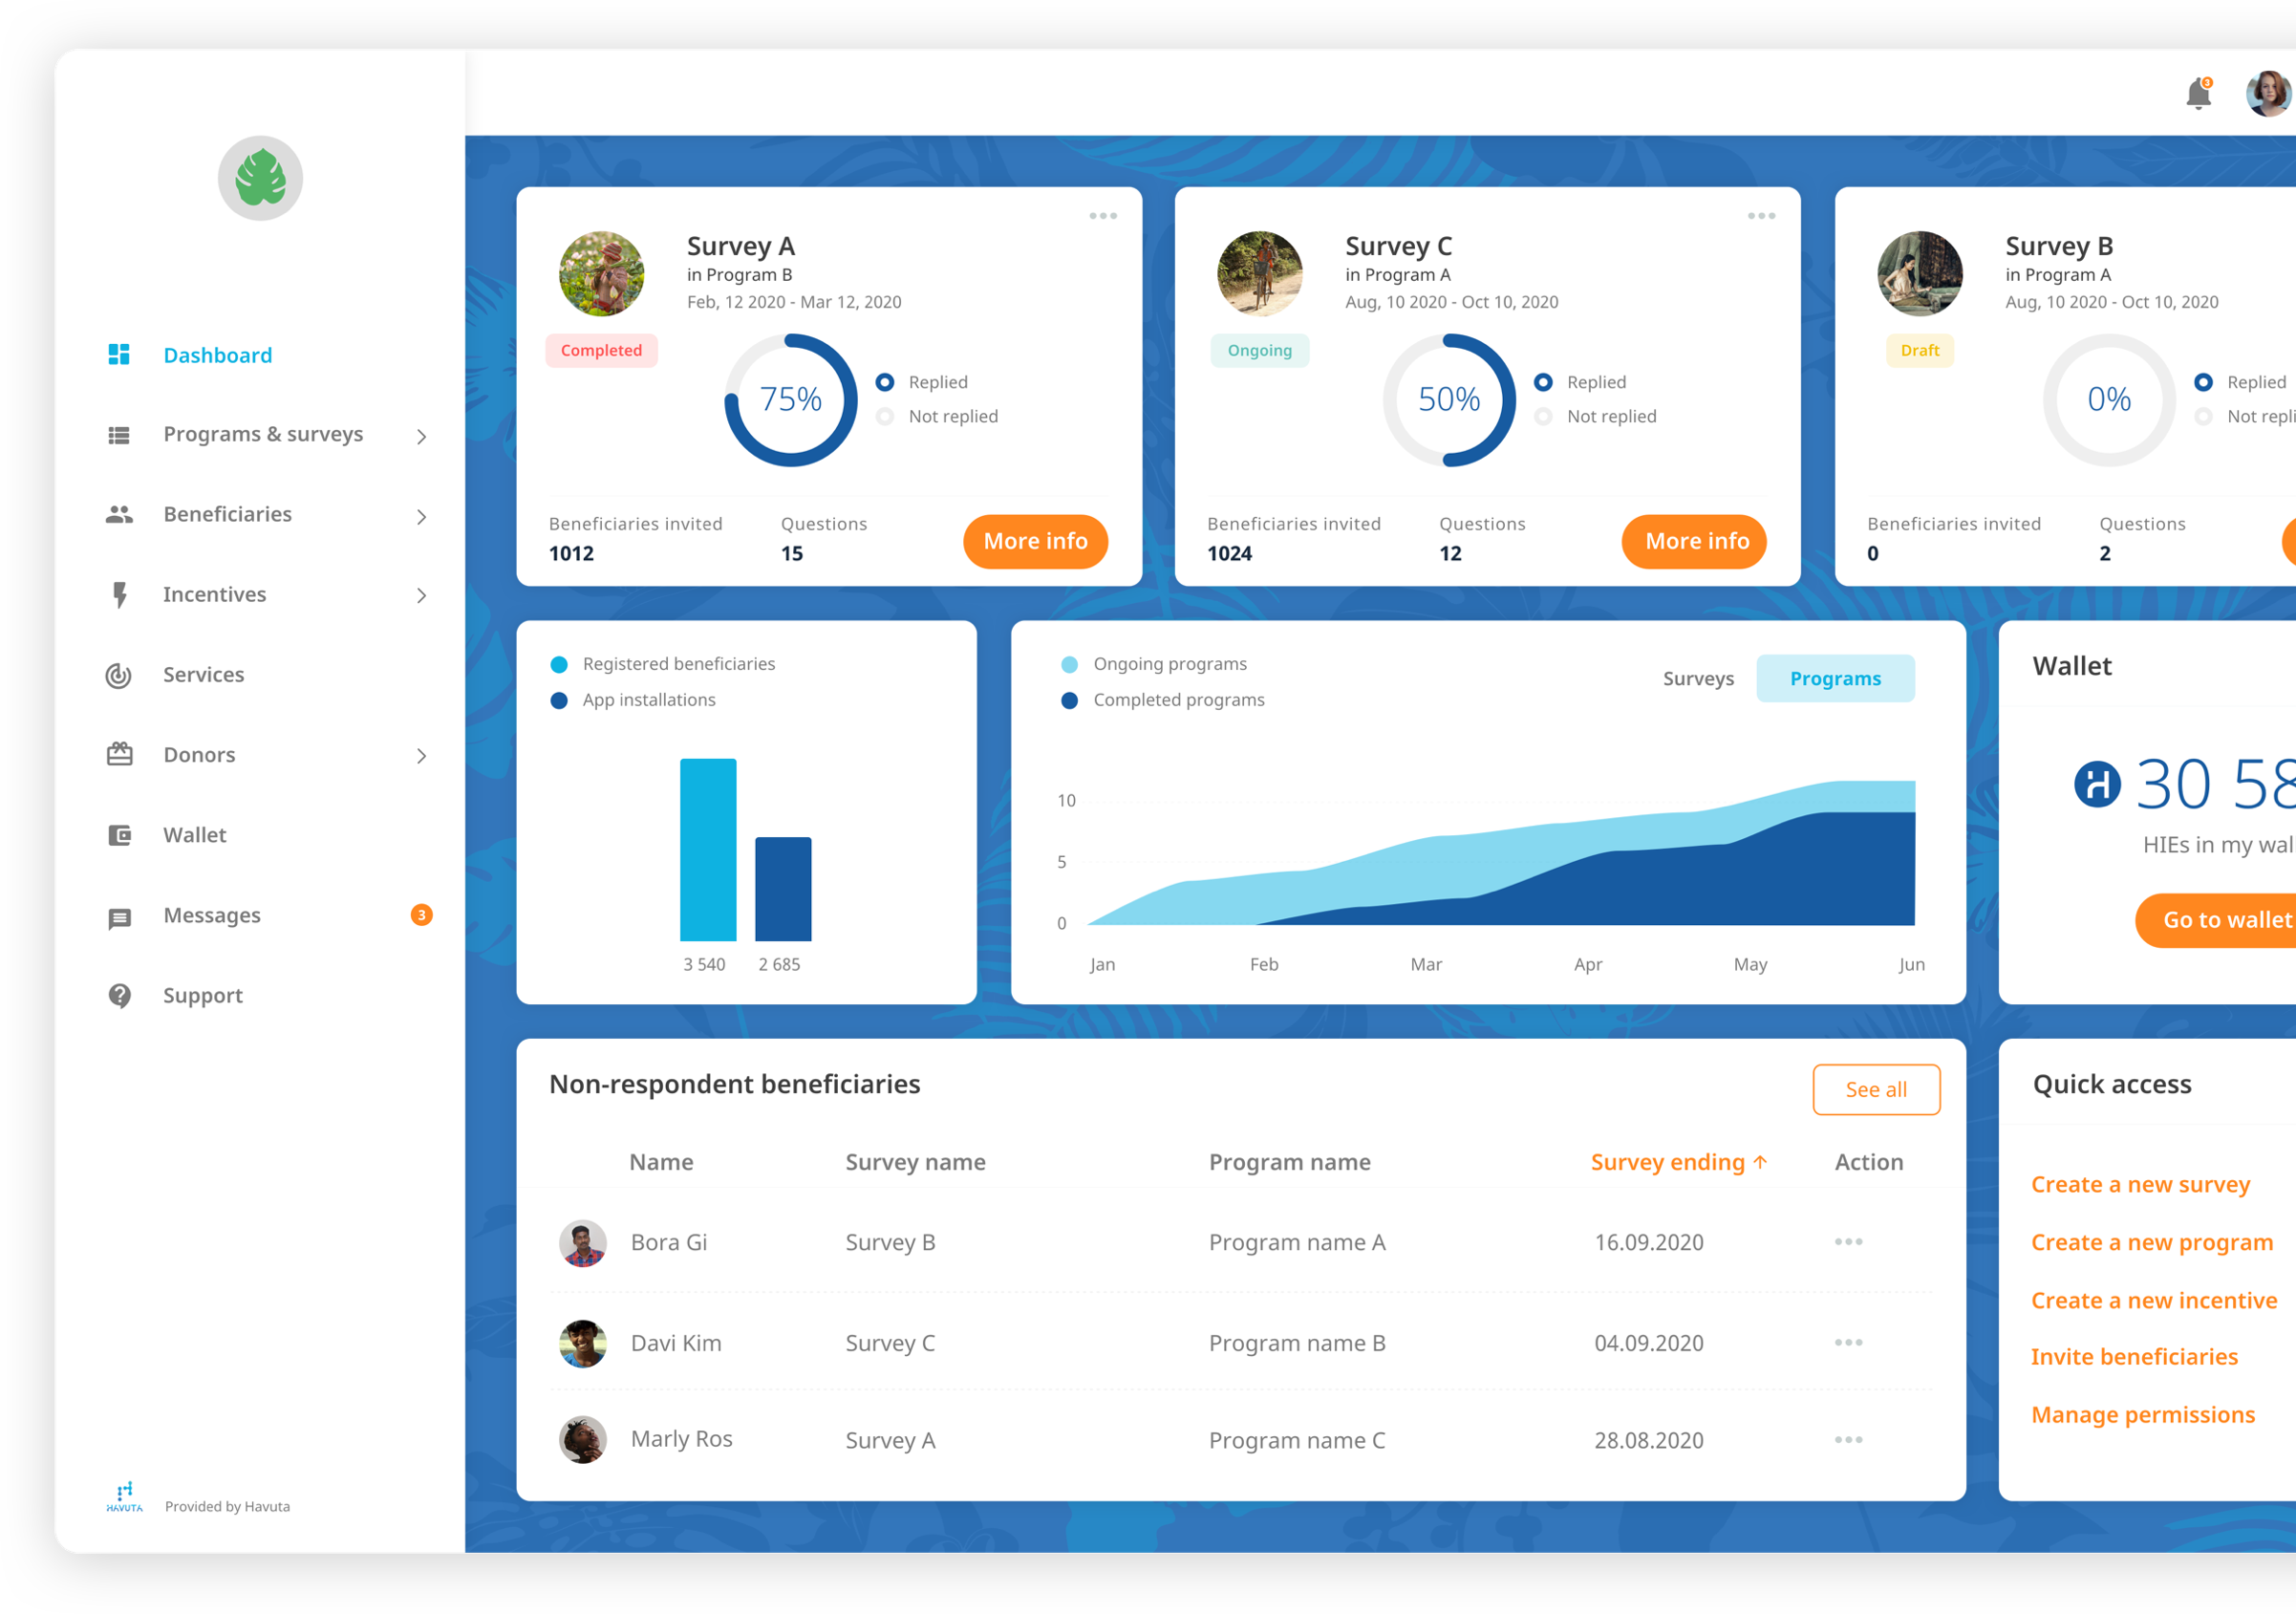 3
Dashboard
Programs & surveys
Beneficiaries
Incentives
Services
Donors
Wallet
Messages
3
Support
HAVUTA
Provided by Havuta
Survey A
in Program B
Feb, 12 2020 - Mar 12, 2020
Completed
75%
Replied
Not replied
Beneficiaries invited
1012
Questions
15
More info
Survey C
in Program A
Aug, 10 2020 - Oct 10, 2020
Ongoing
50%
Replied
Not replied
Beneficiaries invited
1024
Questions
12
More info
Survey B
in Program A
Aug, 10 2020 - Oct 10, 2020
Draft
0%
Replied
Not repli
Beneficiaries invited
0
Questions
2
Registered beneficiaries
App installations
3 540
2 685
Ongoing programs
Completed programs
Surveys
Programs
10
5
0
Jan
Feb
Mar
Apr
May
Jun
Wallet
30 58
HIEs in my wal
Go to wallet
Non-respondent beneficiaries
See all
Name Survey name Program name Survey ending ↑ Action
Bora Gi Survey B Program name A 16.09.2020
Davi Kim Survey C Program name B 04.09.2020
Marly Ros Survey A Program name C 28.08.2020
Quick access
Create a new survey
Create a new program
Create a new incentive
Invite beneficiaries
Manage permissions